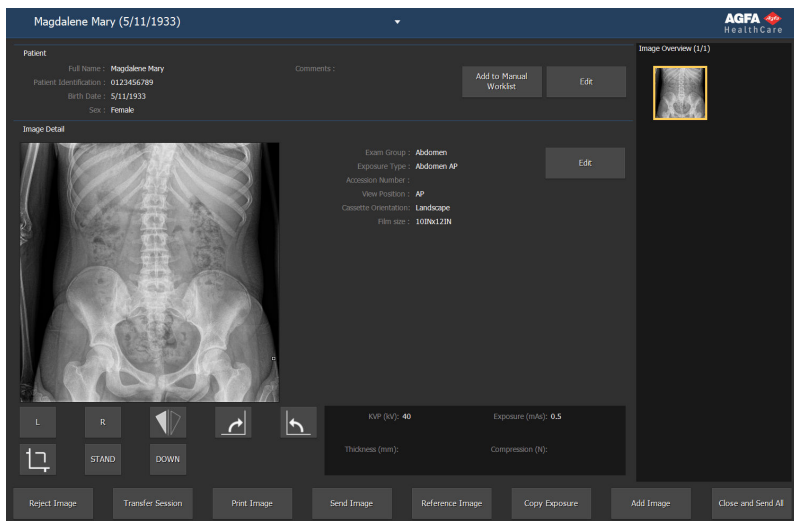 Magdalene Mary (5/11/1933)
AGFA
HealthCare
Patient
Full Name : Magdalene Mary
Patient Identification : 0123456789
Birth Date : 5/11/1933
Sex : Female
Comments :
Add to Manual
Worklist
Edit
Image Overview (1/1)
Image Detail
Exam Group : Abdomen
Exposure Type : Abdomen AP
Accession Number :
View Position : AP
Cassette Orientation: Landscape
Film size : 10INx12IN
Edit
L
R
STAND
DOWN
KVP (kV): 40
Exposure (mAs): 0.5
Thickness (mm):
Compression (N):
Reject Image
Transfer Session
Print Image
Send Image
Reference Image
Copy Exposure
Add Image
Close and Send All